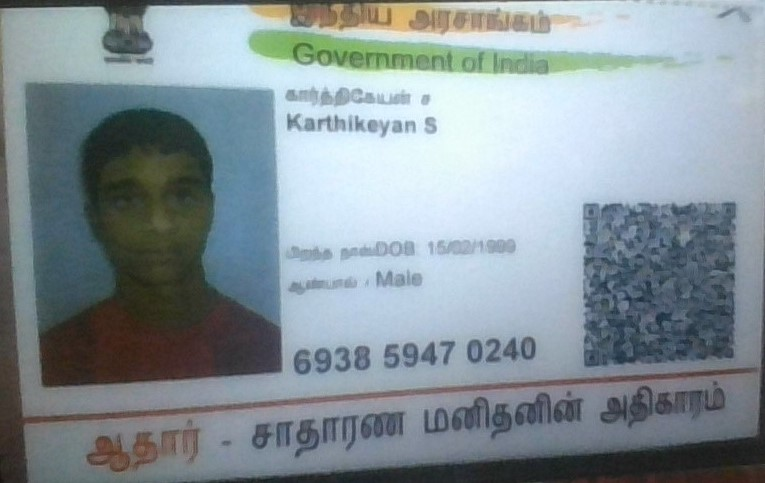 இந்திய அரசாங்கம்
Government of India
கார்த்திகேயன் ச
Karthikeyan S
பிறந்த நாள்/DOB: 15/02/1999
ஆண்பால் / Male
6938 5947 0240
ஆதார் - சாதாரண மனிதனின் அதிகாரம்